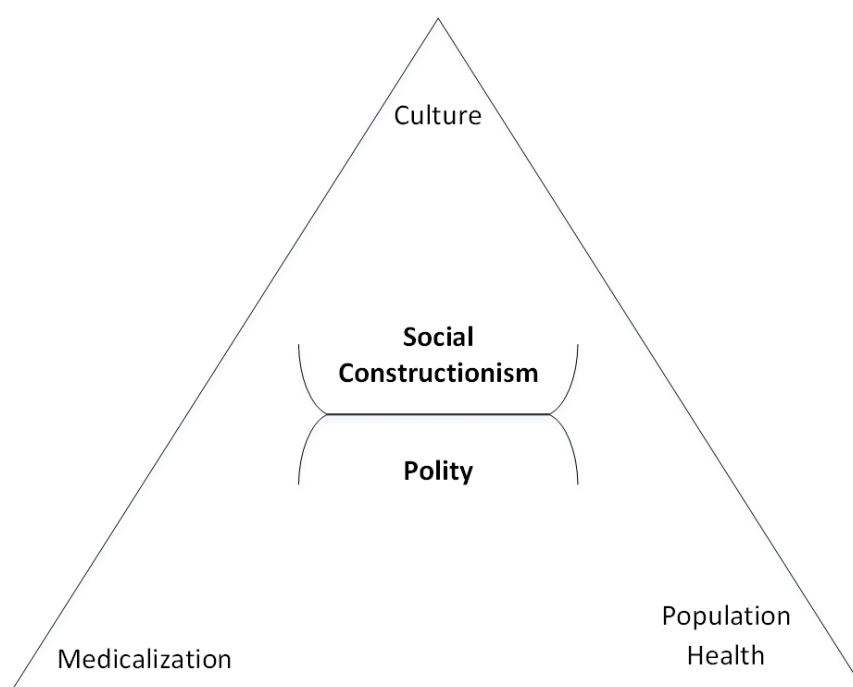 Culture
Social
Constructionism
Polity
Population
Health
Medicalization